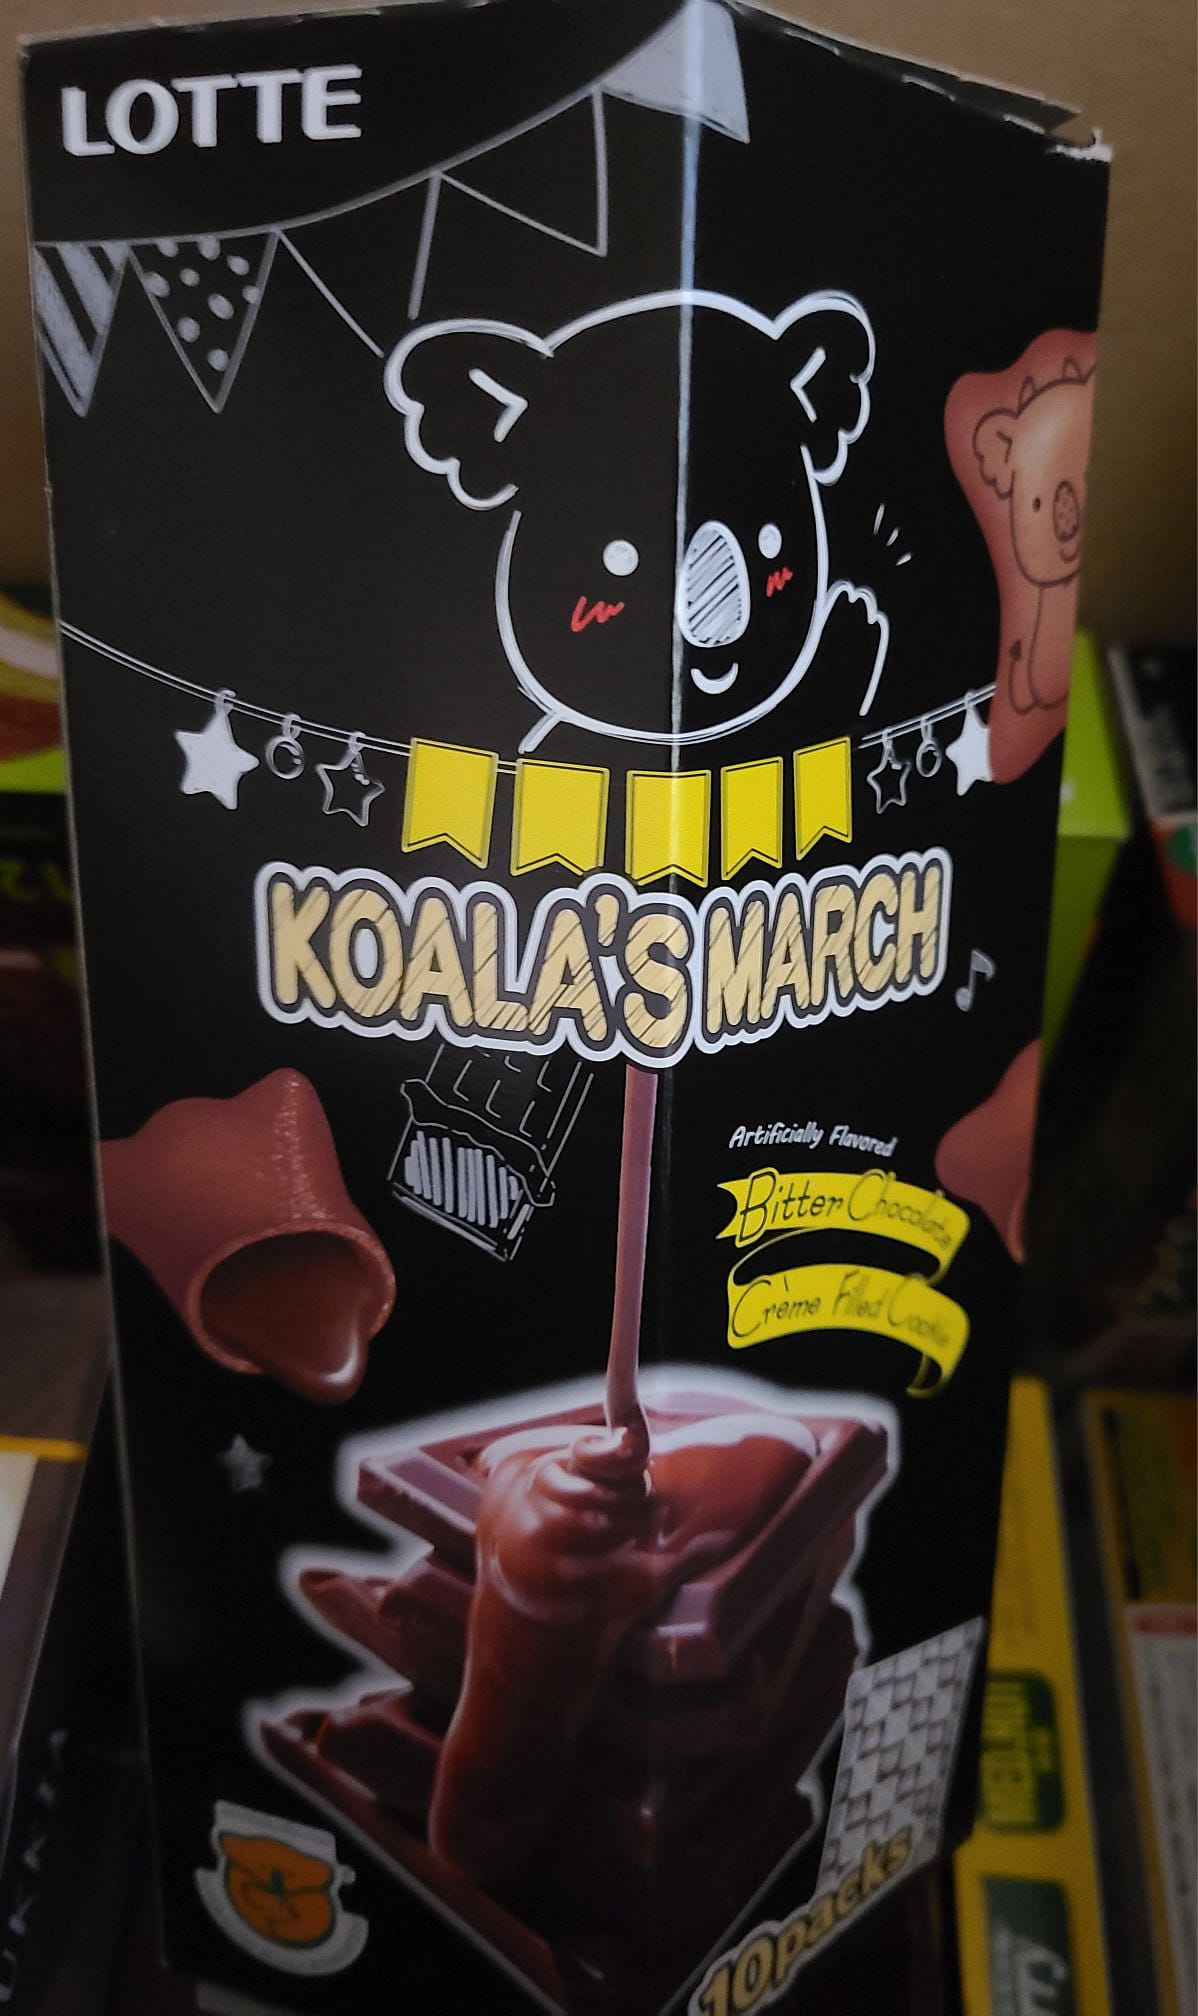 LOTTE
KOALA'S MARCH
Artificially Flavored
Bitter Chocolate
Crème Filled Cookie
10packs